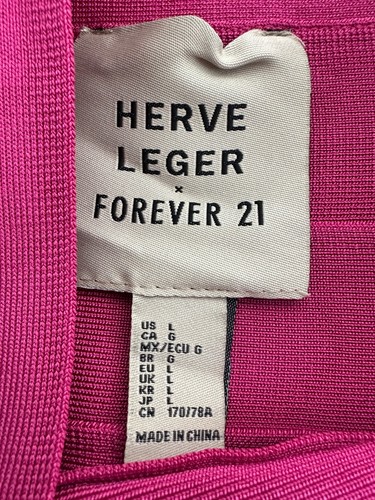 HERVE
LEGER
×
FOREVER 21
US L
CA G
MX/ECU G
BR G
EU L
UK L
KR L
JP L
CN 170/78A
MADE IN CHINA